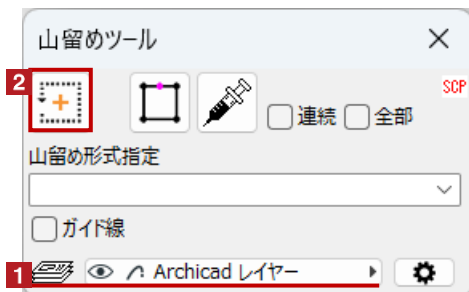 山留めツール
2
SCP
連続 全部
山留め形式指定
ガイド線
1 Archicad レイヤー